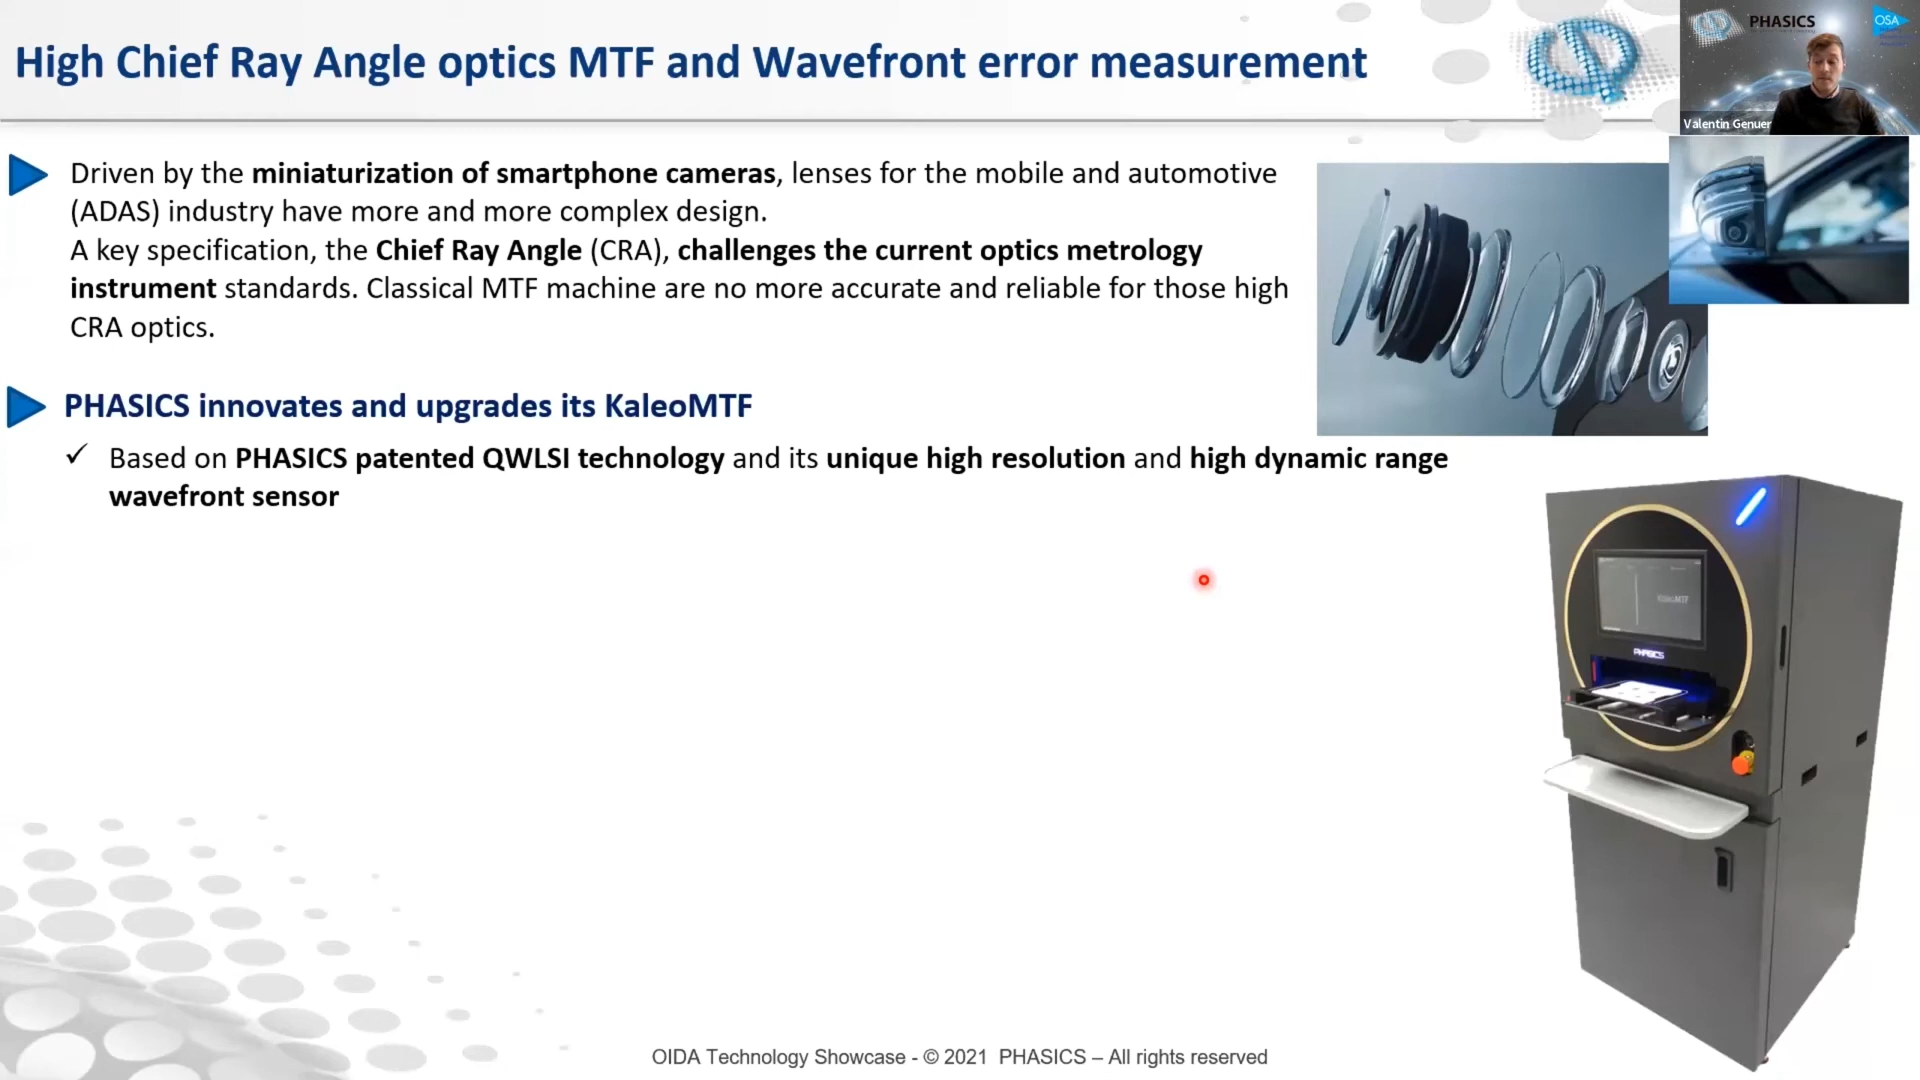 High Chief Ray Angle optics MTF and Wavefront error measurement
PHASICS
OSA
Valentin Genuer
Driven by the miniaturization of smartphone cameras, lenses for the mobile and automotive
(ADAS) industry have more and more complex design.
A key specification, the Chief Ray Angle (CRA), challenges the current optics metrology
instrument standards. Classical MTF machine are no more accurate and reliable for those high
CRA optics.
PHASICS innovates and upgrades its KaleoMTF
✓ Based on PHASICS patented QWLSI technology and its unique high resolution and high dynamic range
wavefront sensor
KaleoMTF
PHASICS
OIDA Technology Showcase - © 2021 PHASICS – All rights reserved